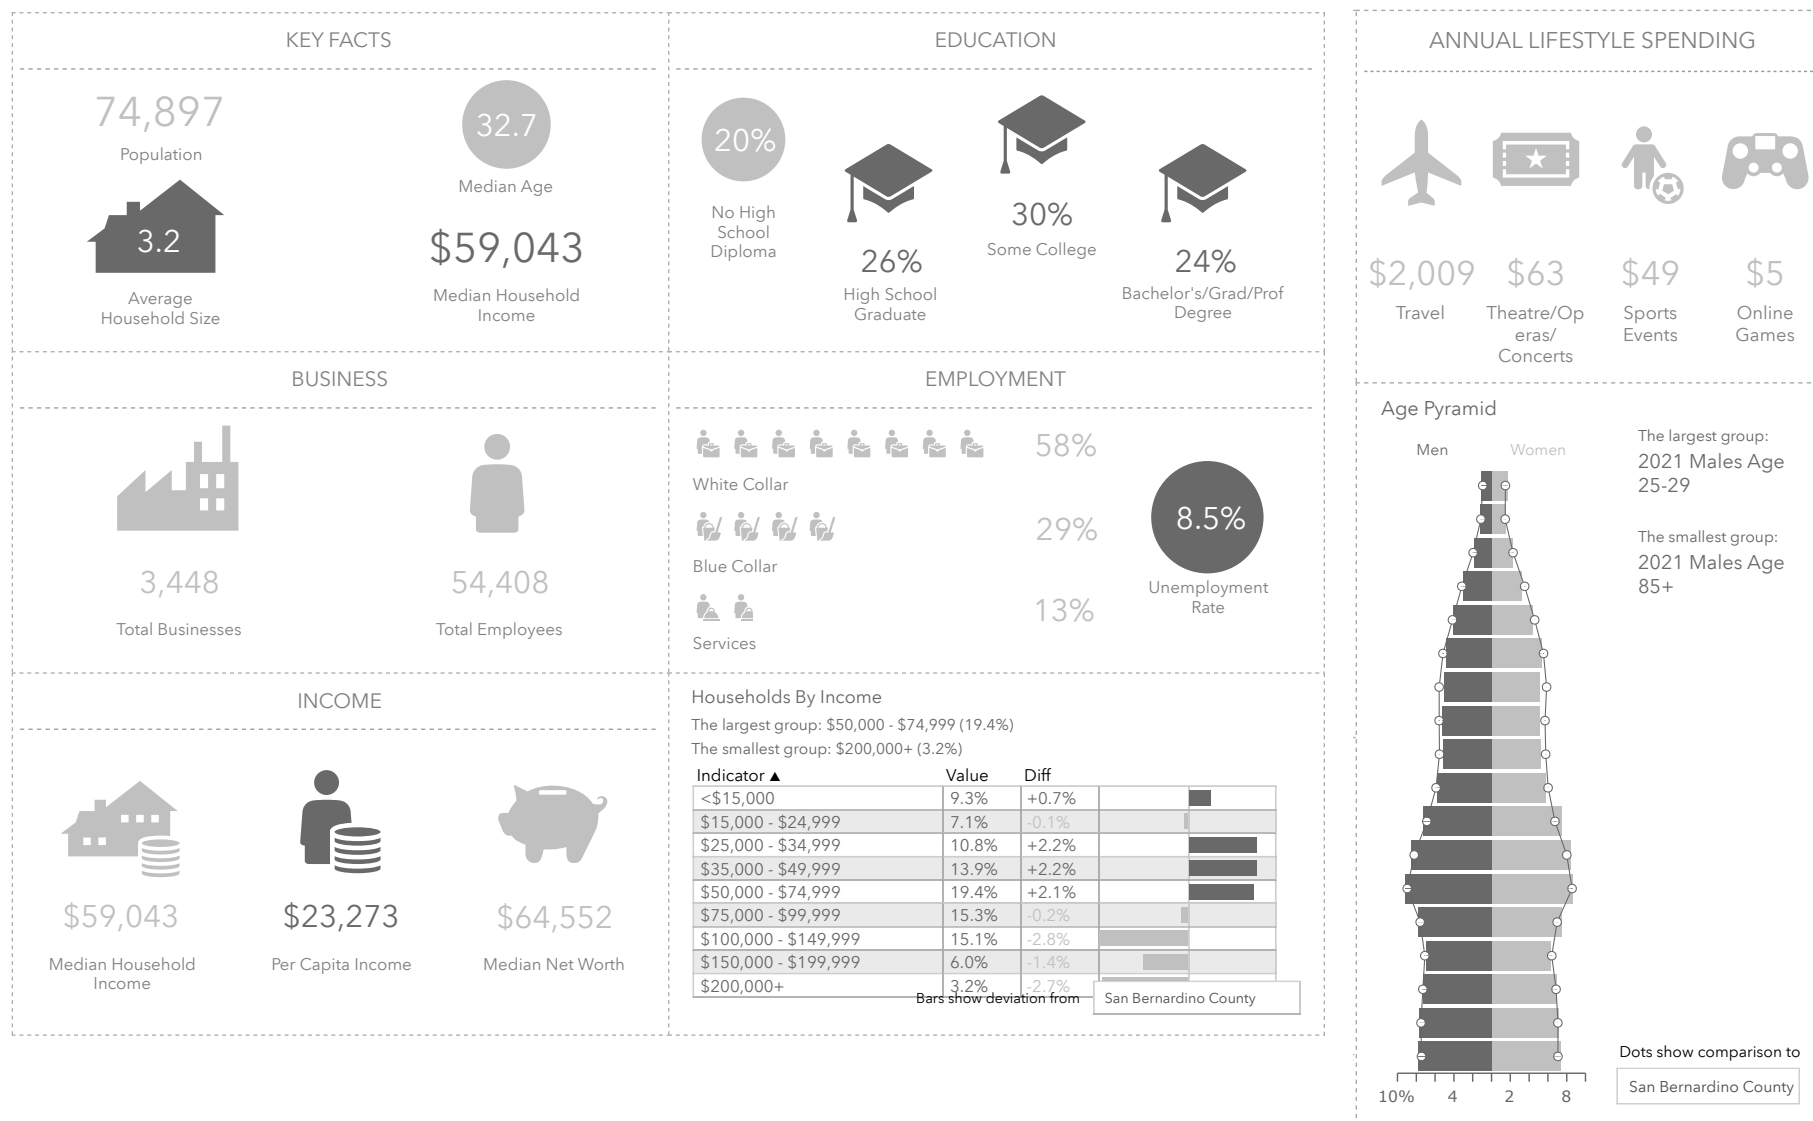 KEY FACTS
74,897
Population
32.7
Median Age
3.2
Average
Household Size
$59,043
Median Household
Income
EDUCATION
20%
No High
School
Diploma
26%
High School
Graduate
30%
Some College
24%
Bachelor's/Grad/Prof
Degree
ANNUAL LIFESTYLE SPENDING
$2,009
Travel
$63
Theatre/Op
eras/
Concerts
$49
Sports
Events
$5
Online
Games
BUSINESS
3,448
Total Businesses
54,408
Total Employees
EMPLOYMENT
58%
White Collar
29%
Blue Collar
13%
Services
8.5%
Unemployment
Rate
INCOME
$59,043
Median Household
Income
$23,273
Per Capita Income
$64,552
Median Net Worth
Households By Income
The largest group: $50,000 - $74,999 (19.4%)
The smallest group: $200,000+ (3.2%)
Indicator ▲ Value Diff
<$15,000 9.3% +0.7%
$15,000 - $24,999 7.1% -0.1%
$25,000 - $34,999 10.8% +2.2%
$35,000 - $49,999 13.9% +2.2%
$50,000 - $74,999 19.4% +2.1%
$75,000 - $99,999 15.3% -0.2%
$100,000 - $149,999 15.1% -2.8%
$150,000 - $199,999 6.0% -1.4%
$200,000+ 3.2% -2.7%
Bars show deviation from San Bernardino County
Age Pyramid
Men Women
The largest group:
2021 Males Age
25-29
The smallest group:
2021 Males Age
85+
Dots show comparison to
San Bernardino County
10% 4 2 8